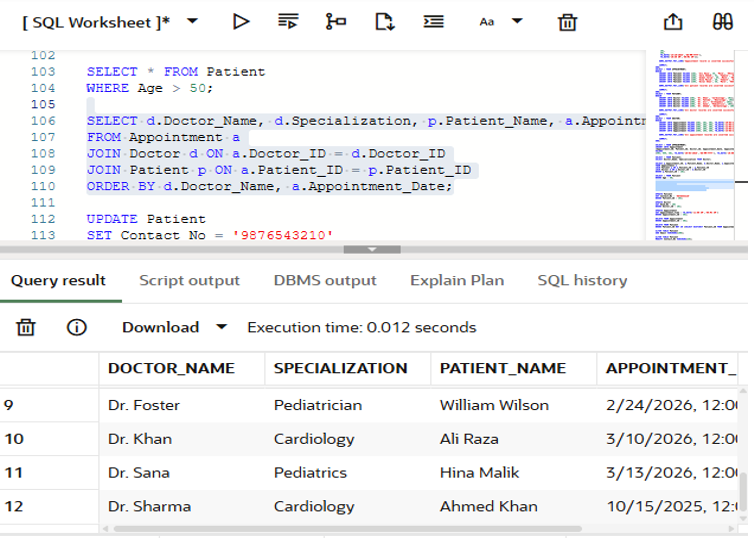 [ SQL Worksheet ]*
Aa
102
103 SELECT * FROM Patient
104 WHERE Age > 50;
105
106 SELECT d.Doctor_Name, d.Specialization, p.Patient_Name, a.Appointm
107 FROM Appointment a
108 JOIN Doctor d ON a.Doctor_ID = d.Doctor_ID
109 JOIN Patient p ON a.Patient_ID = p.Patient_ID
110 ORDER BY d.Doctor_Name, a.Appointment_Date;
111
112 UPDATE Patient
113 SET Contact_No = '9876543210'
Query result Script output DBMS output Explain Plan SQL history
Download Execution time: 0.012 seconds
DOCTOR_NAME SPECIALIZATION PATIENT_NAME APPOINTMENT_
9 Dr. Foster Pediatrician William Wilson 2/24/2026, 12:00
10 Dr. Khan Cardiology Ali Raza 3/10/2026, 12:00
11 Dr. Sana Pediatrics Hina Malik 3/13/2026, 12:00
12 Dr. Sharma Cardiology Ahmed Khan 10/15/2025, 12:0